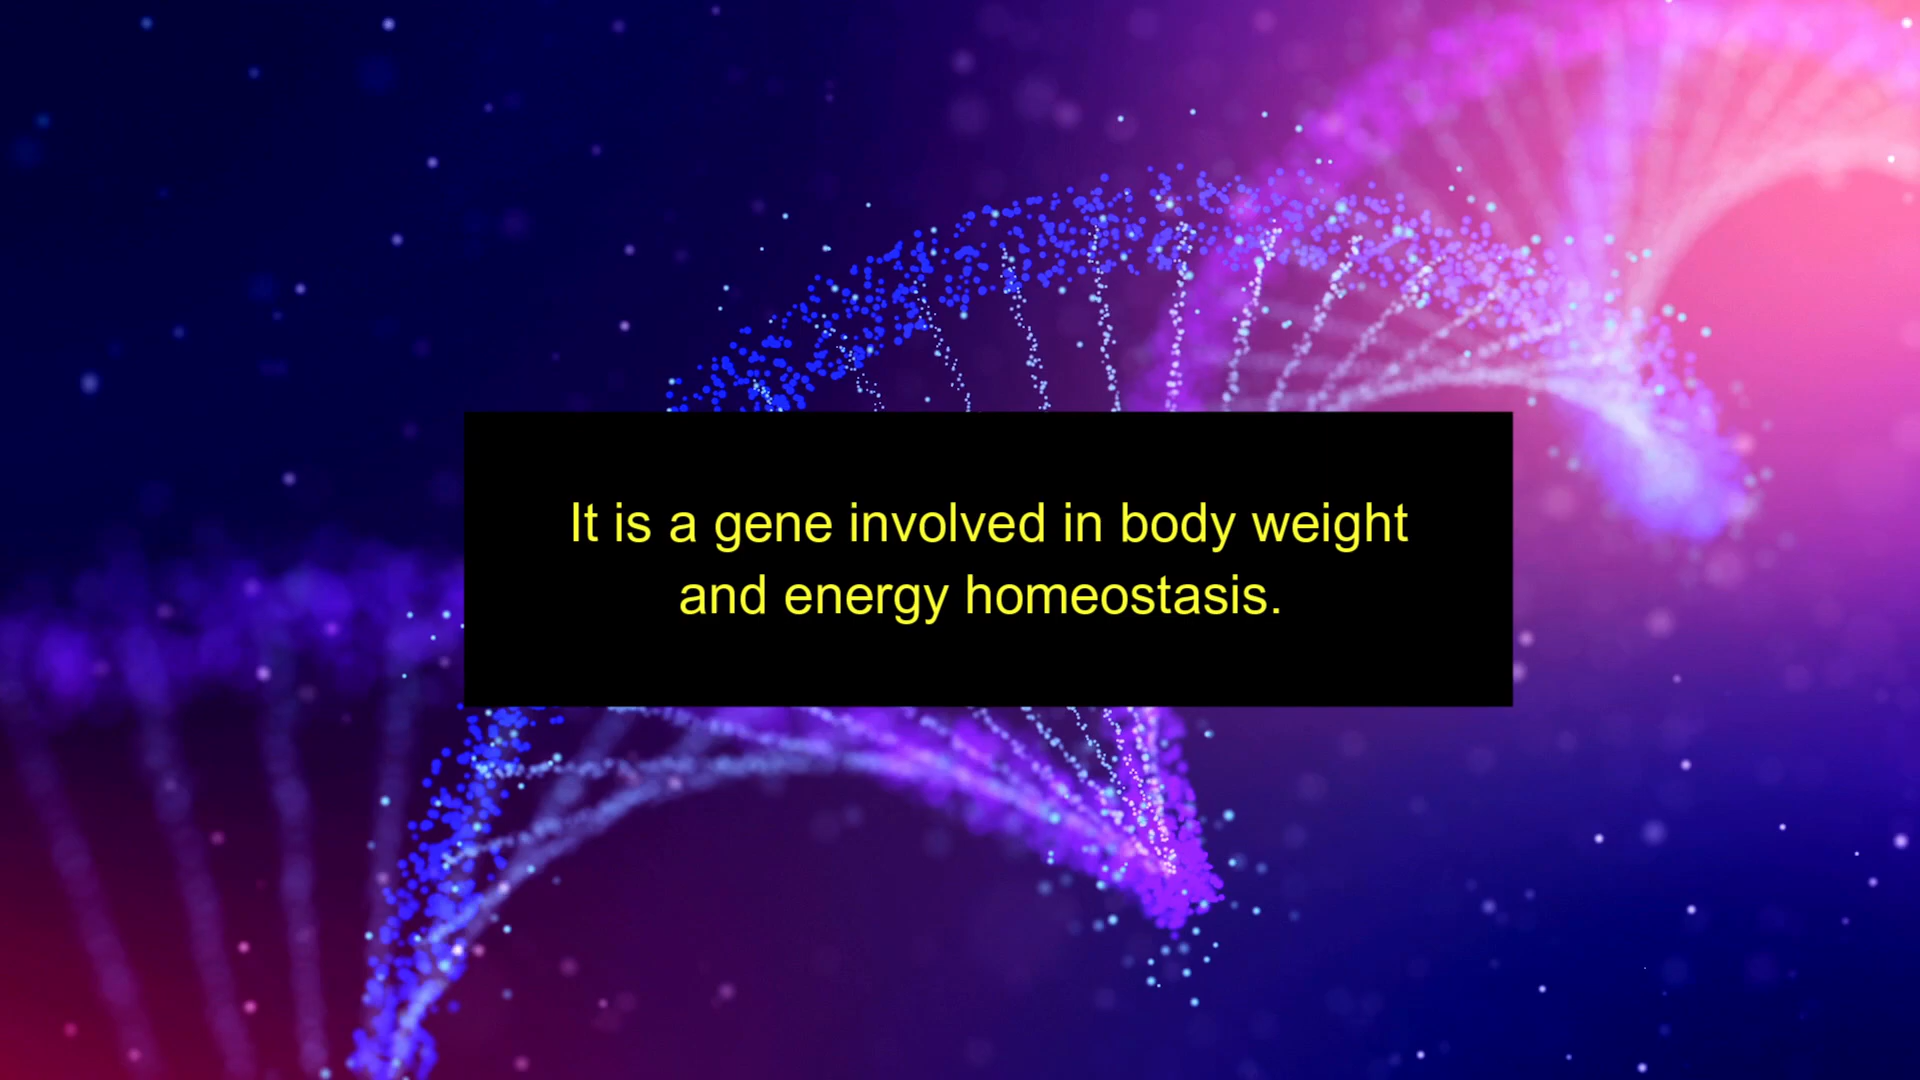 It is a gene involved in body weight
and energy homeostasis.